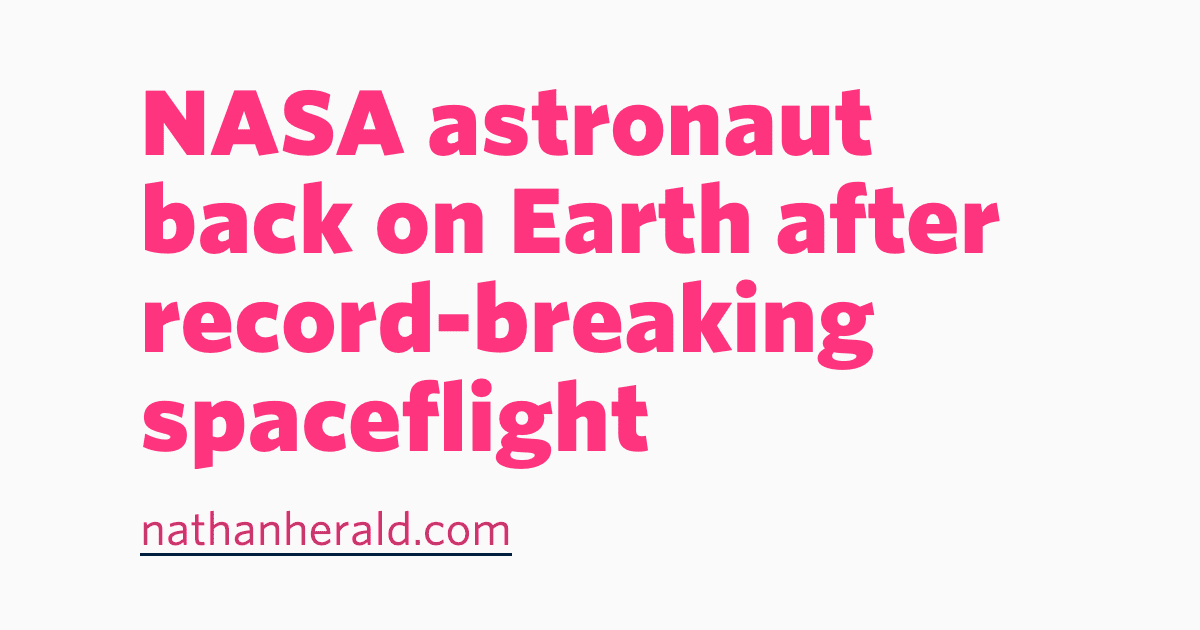 NASA astronaut
back on Earth after
record-breaking
spaceflight
nathanherald.com